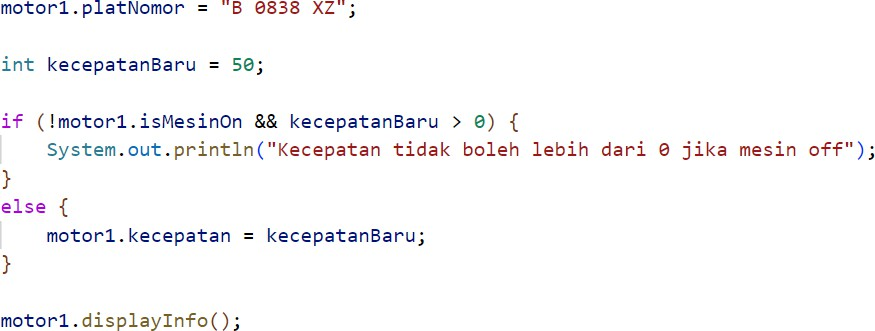 motor1.platNomor = "B 0838 XZ";
int kecepatanBaru = 50;
if (!motor1.isMesinOn && kecepatanBaru > 0) {
System.out.println("Kecepatan tidak boleh lebih dari 0 jika mesin off");
}
else {
motor1.kecepatan = kecepatanBaru;
}
motor1.displayInfo();